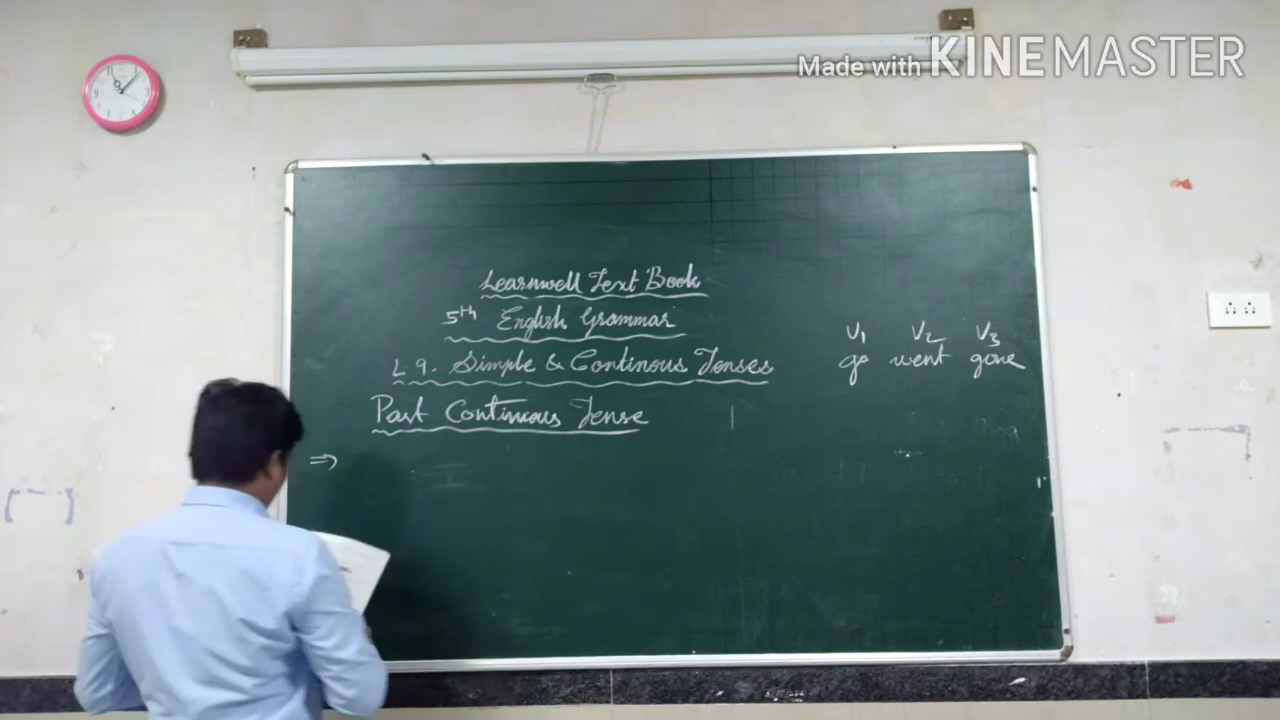 Made with KINEMASTER
Learnwell Text Book
5th English Grammar
L 9. Simple & Continous Tenses
V1 V2 V3
go went gone
Past Continuous Tense
⇒